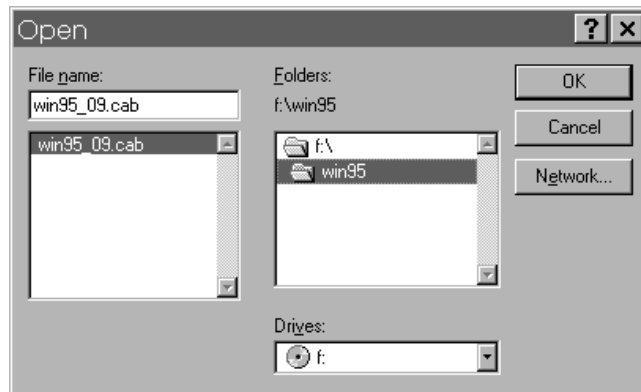 Open
File name:
win95_09.cab
win95_09.cab
Folders:
f:\win95
f:\
win95
Drives:
f:
OK
Cancel
Network...